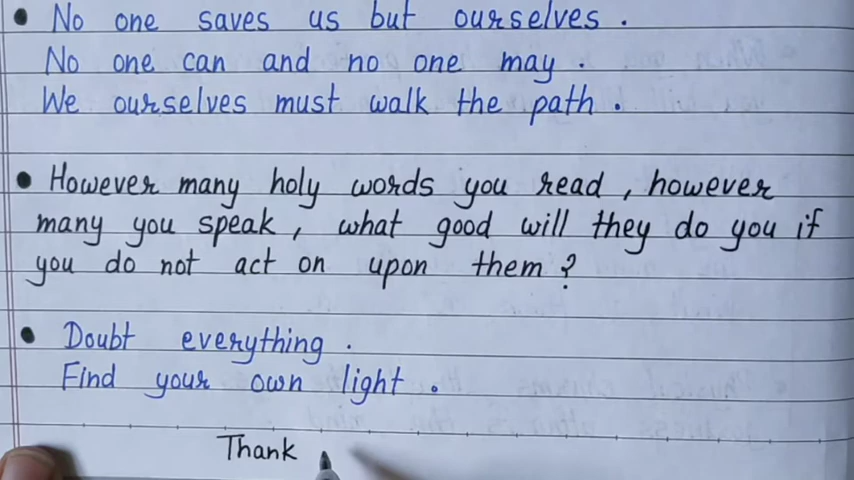 • No one saves us but ourselves.
No one can and no one may.
We ourselves must walk the path.
• However many holy words you read, however
many you speak, what good will they do you if
you do not act on upon them?
• Doubt everything.
Find your own light.
Thank